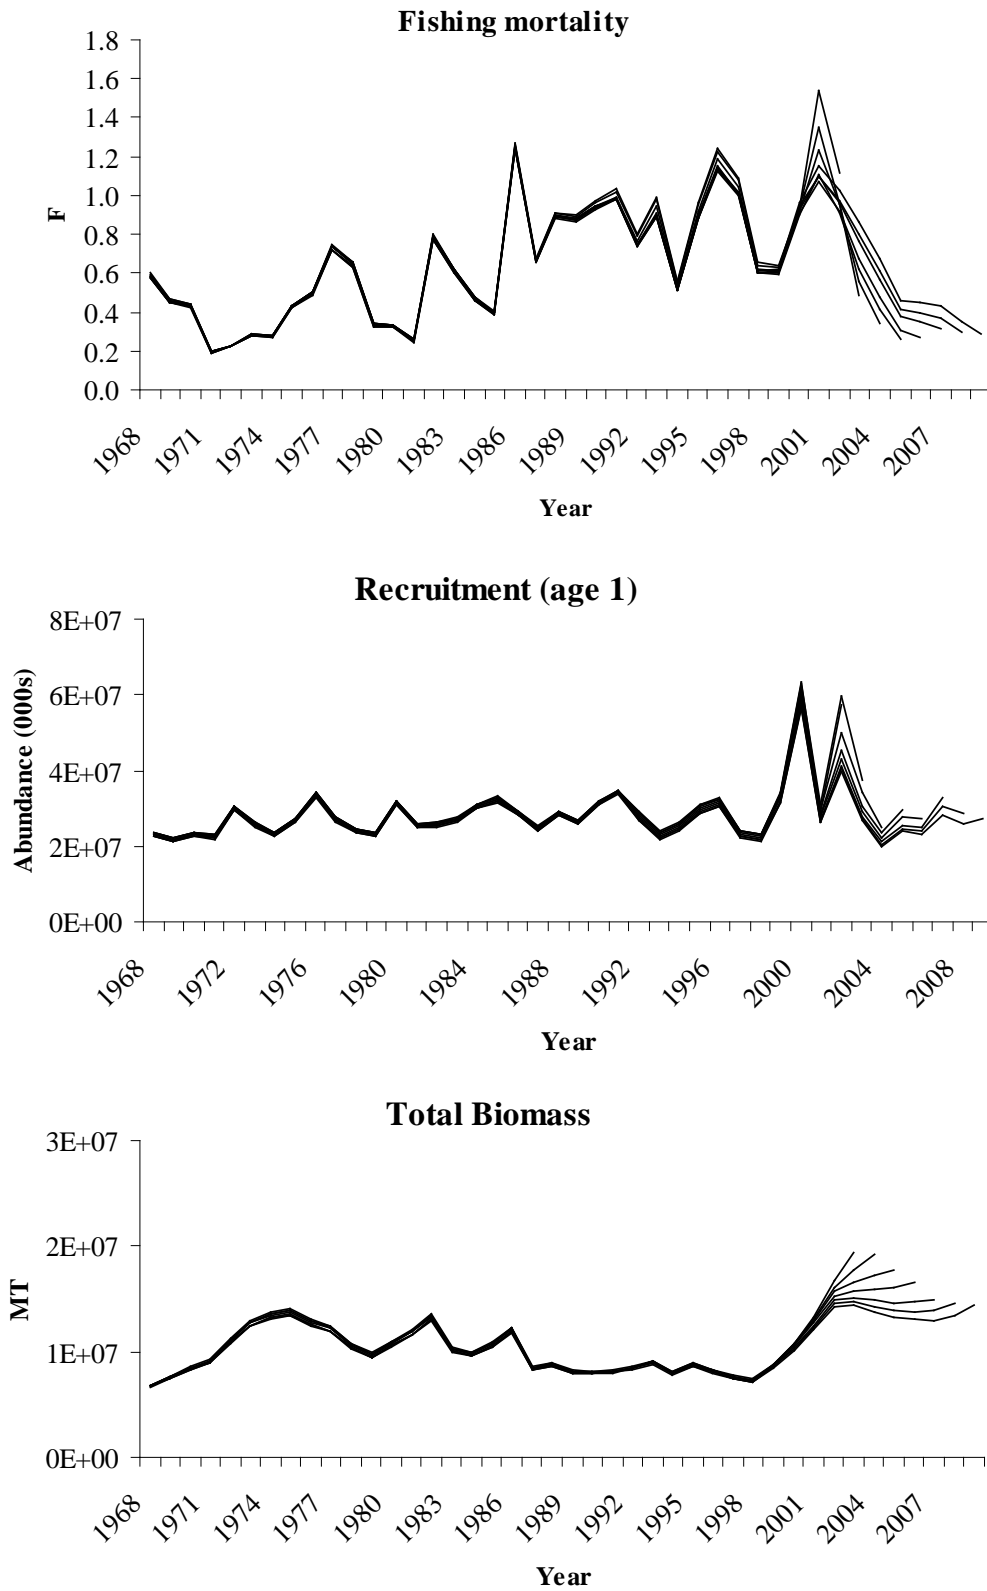 Fishing mortality
1.8
1.6
1.4
1.2
1.0
0.8
0.6
0.4
0.2
0.0
F
1968 1971 1974 1977 1980 1983 1986 1989 1992 1995 1998 2001 2004 2007
Year
Recruitment (age 1)
8E+07
6E+07
4E+07
2E+07
0E+00
Abundance (000s)
1968 1972 1976 1980 1984 1988 1992 1996 2000 2004 2008
Year
Total Biomass
3E+07
2E+07
1E+07
0E+00
MT
1968 1971 1974 1977 1980 1983 1986 1989 1992 1995 1998 2001 2004 2007
Year